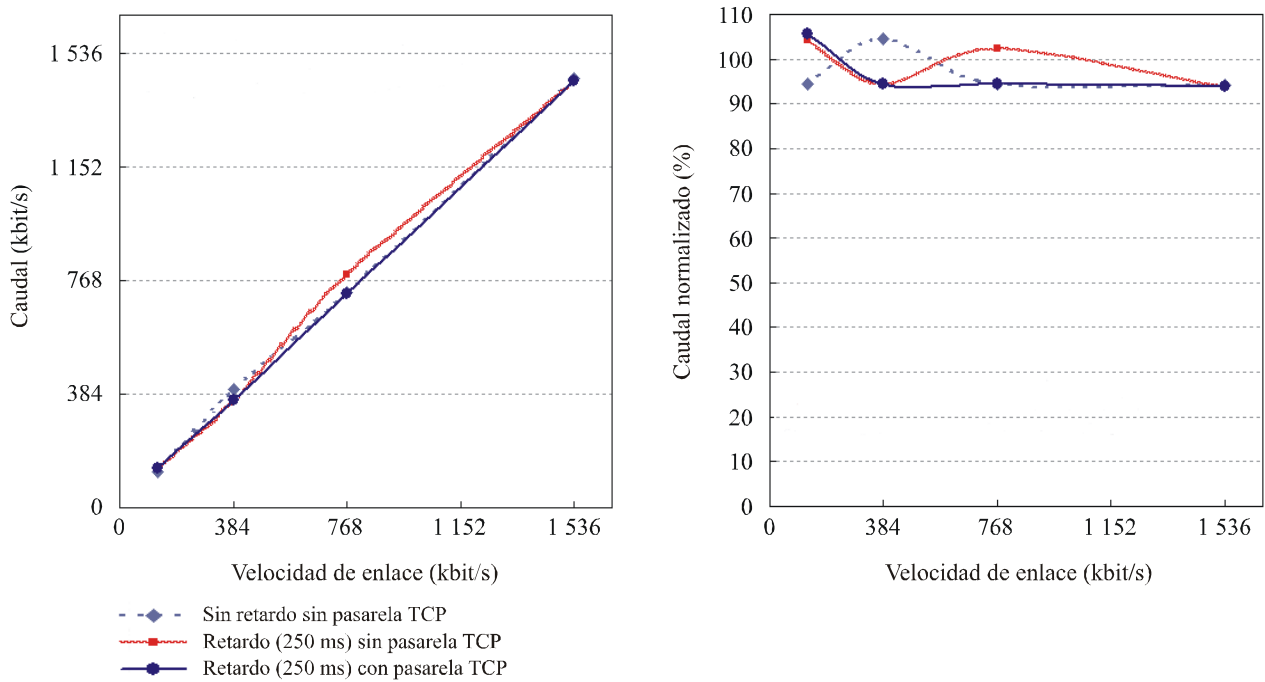 Caudal (kbit/s)
1 536
1 152
768
384
0
0 384 768 1 152 1 536
Velocidad de enlace (kbit/s)
Caudal normalizado (%)
110
100
90
80
70
60
50
40
30
20
10
0
0 384 768 1 152 1 536
Velocidad de enlace (kbit/s)
Sin retardo sin pasarela TCP
Retardo (250 ms) sin pasarela TCP
Retardo (250 ms) con pasarela TCP